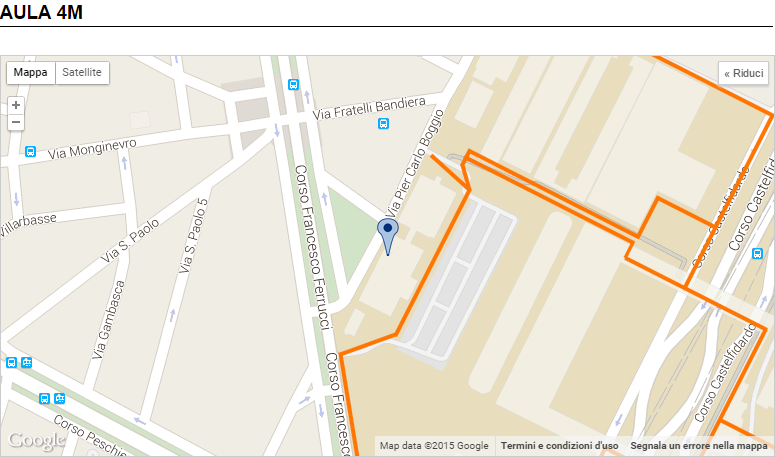 AULA 4M
Mappa
Satellite
« Riduci
+
−
Via Fratelli Bandiera
Via Monginevro
Via Pier Carlo Boggio
Corso Castelfidardo
Corso Castelfidardo
Villarbasse
Via S. Paolo
Via S. Paolo 5
Corso Francesco Ferrucci
Via Gambasca
Corso Castelfidardo
Corso Francesco
Corso Peschie
Google
Map data ©2015 Google
Termini e condizioni d'uso
Segnala un errore nella mappa